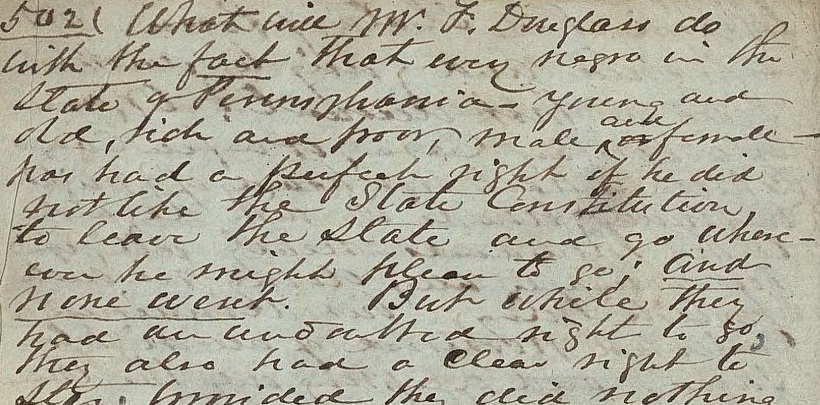 502( What will Mr. F. Douglass do
with the fact that every negro in the
State of Pennsylvania - young and
old, rich and poor, male and or female -
has had a perfect right if he did
not like the State Constitution
to leave the State and go where-
ever he might please to go; and
none went. But while they
had an undoubted right to go,
they also had a clear right to
stay provided they did nothing